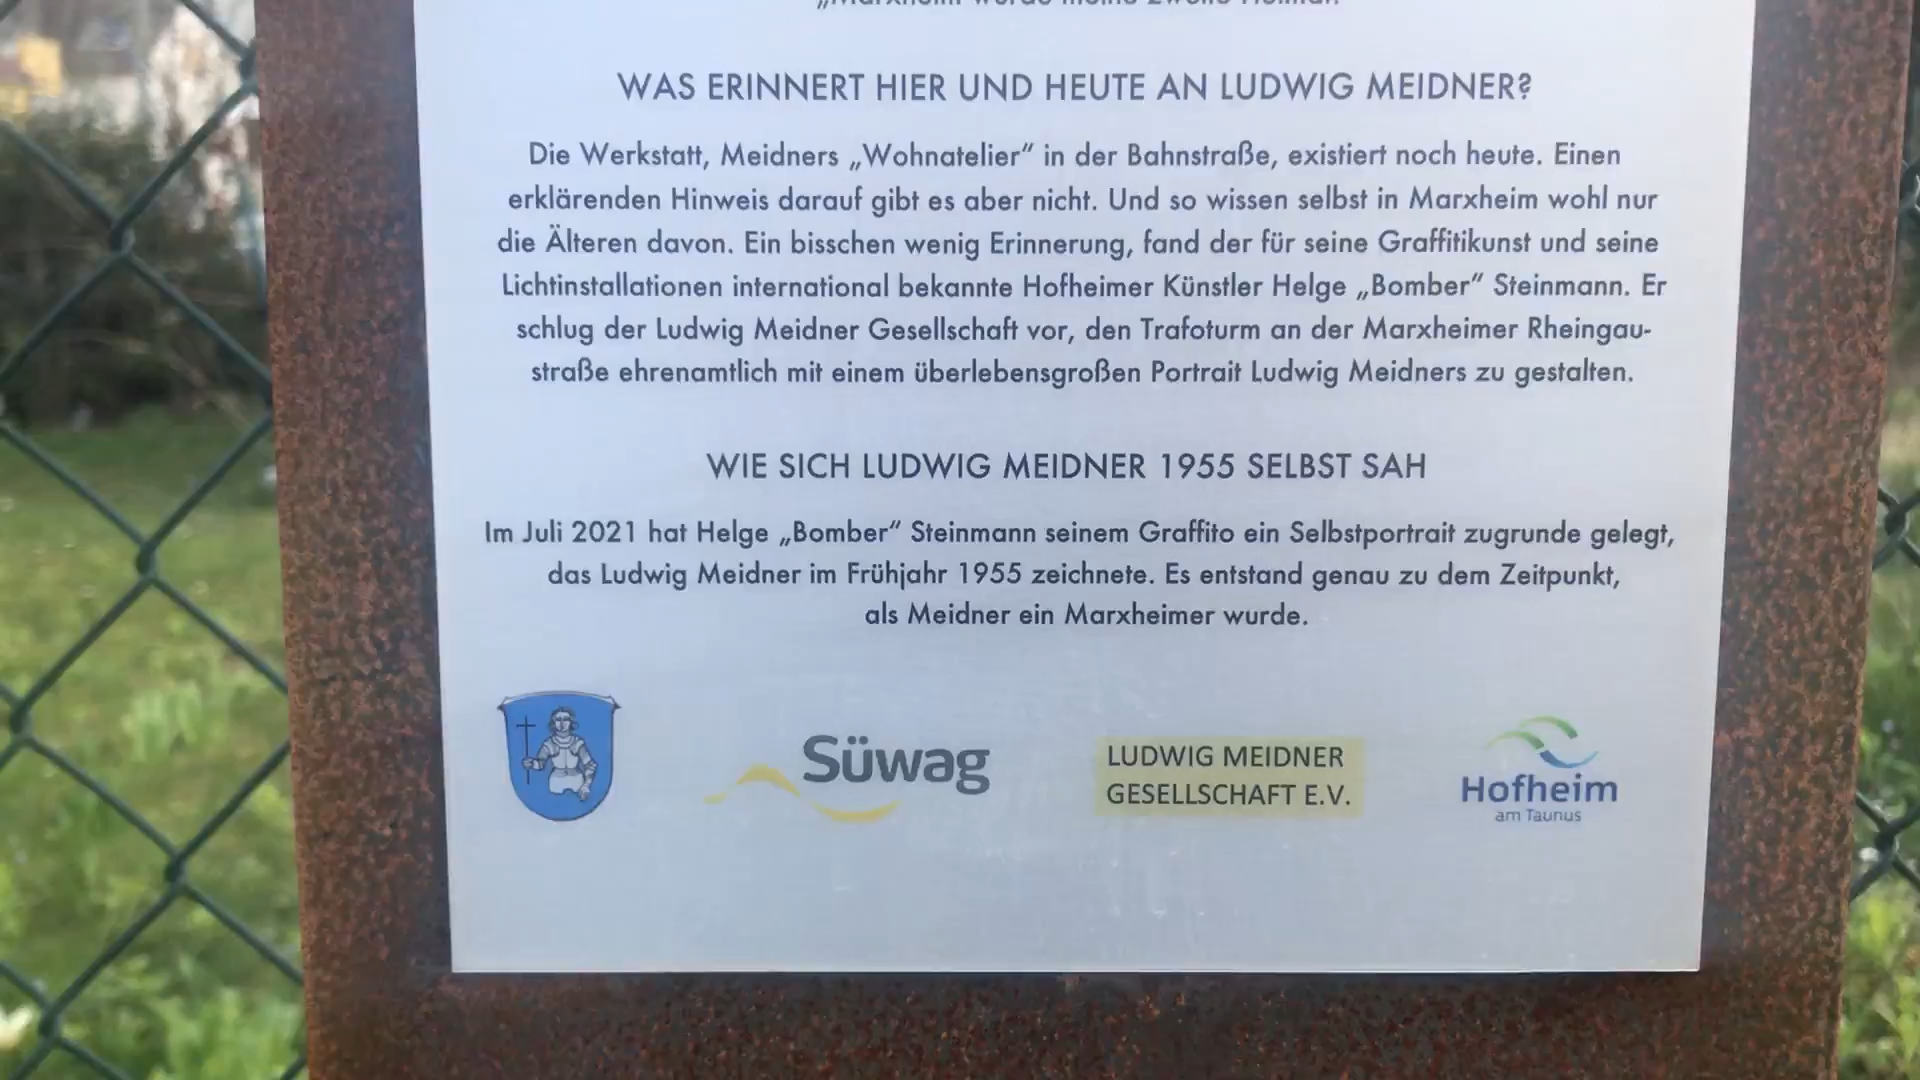 „Marxheim wurde meine zweite Heimat.
WAS ERINNERT HIER UND HEUTE AN LUDWIG MEIDNER?
Die Werkstatt, Meidners „Wohnatelier“ in der Bahnstraße, existiert noch heute. Einen
erklärenden Hinweis darauf gibt es aber nicht. Und so wissen selbst in Marxheim wohl nur
die Älteren davon. Ein bisschen wenig Erinnerung, fand der für seine Graffitikunst und seine
Lichtinstallationen international bekannte Hofheimer Künstler Helge „Bomber“ Steinmann. Er
schlug der Ludwig Meidner Gesellschaft vor, den Trafoturm an der Marxheimer Rheingau-
straße ehrenamtlich mit einem überlebensgroßen Portrait Ludwig Meidners zu gestalten.
WIE SICH LUDWIG MEIDNER 1955 SELBST SAH
Im Juli 2021 hat Helge „Bomber“ Steinmann seinem Graffito ein Selbstportrait zugrunde gelegt,
das Ludwig Meidner im Frühjahr 1955 zeichnete. Es entstand genau zu dem Zeitpunkt,
als Meidner ein Marxheimer wurde.
Süwag
LUDWIG MEIDNER
GESELLSCHAFT E.V.
Hofheim
am Taunus